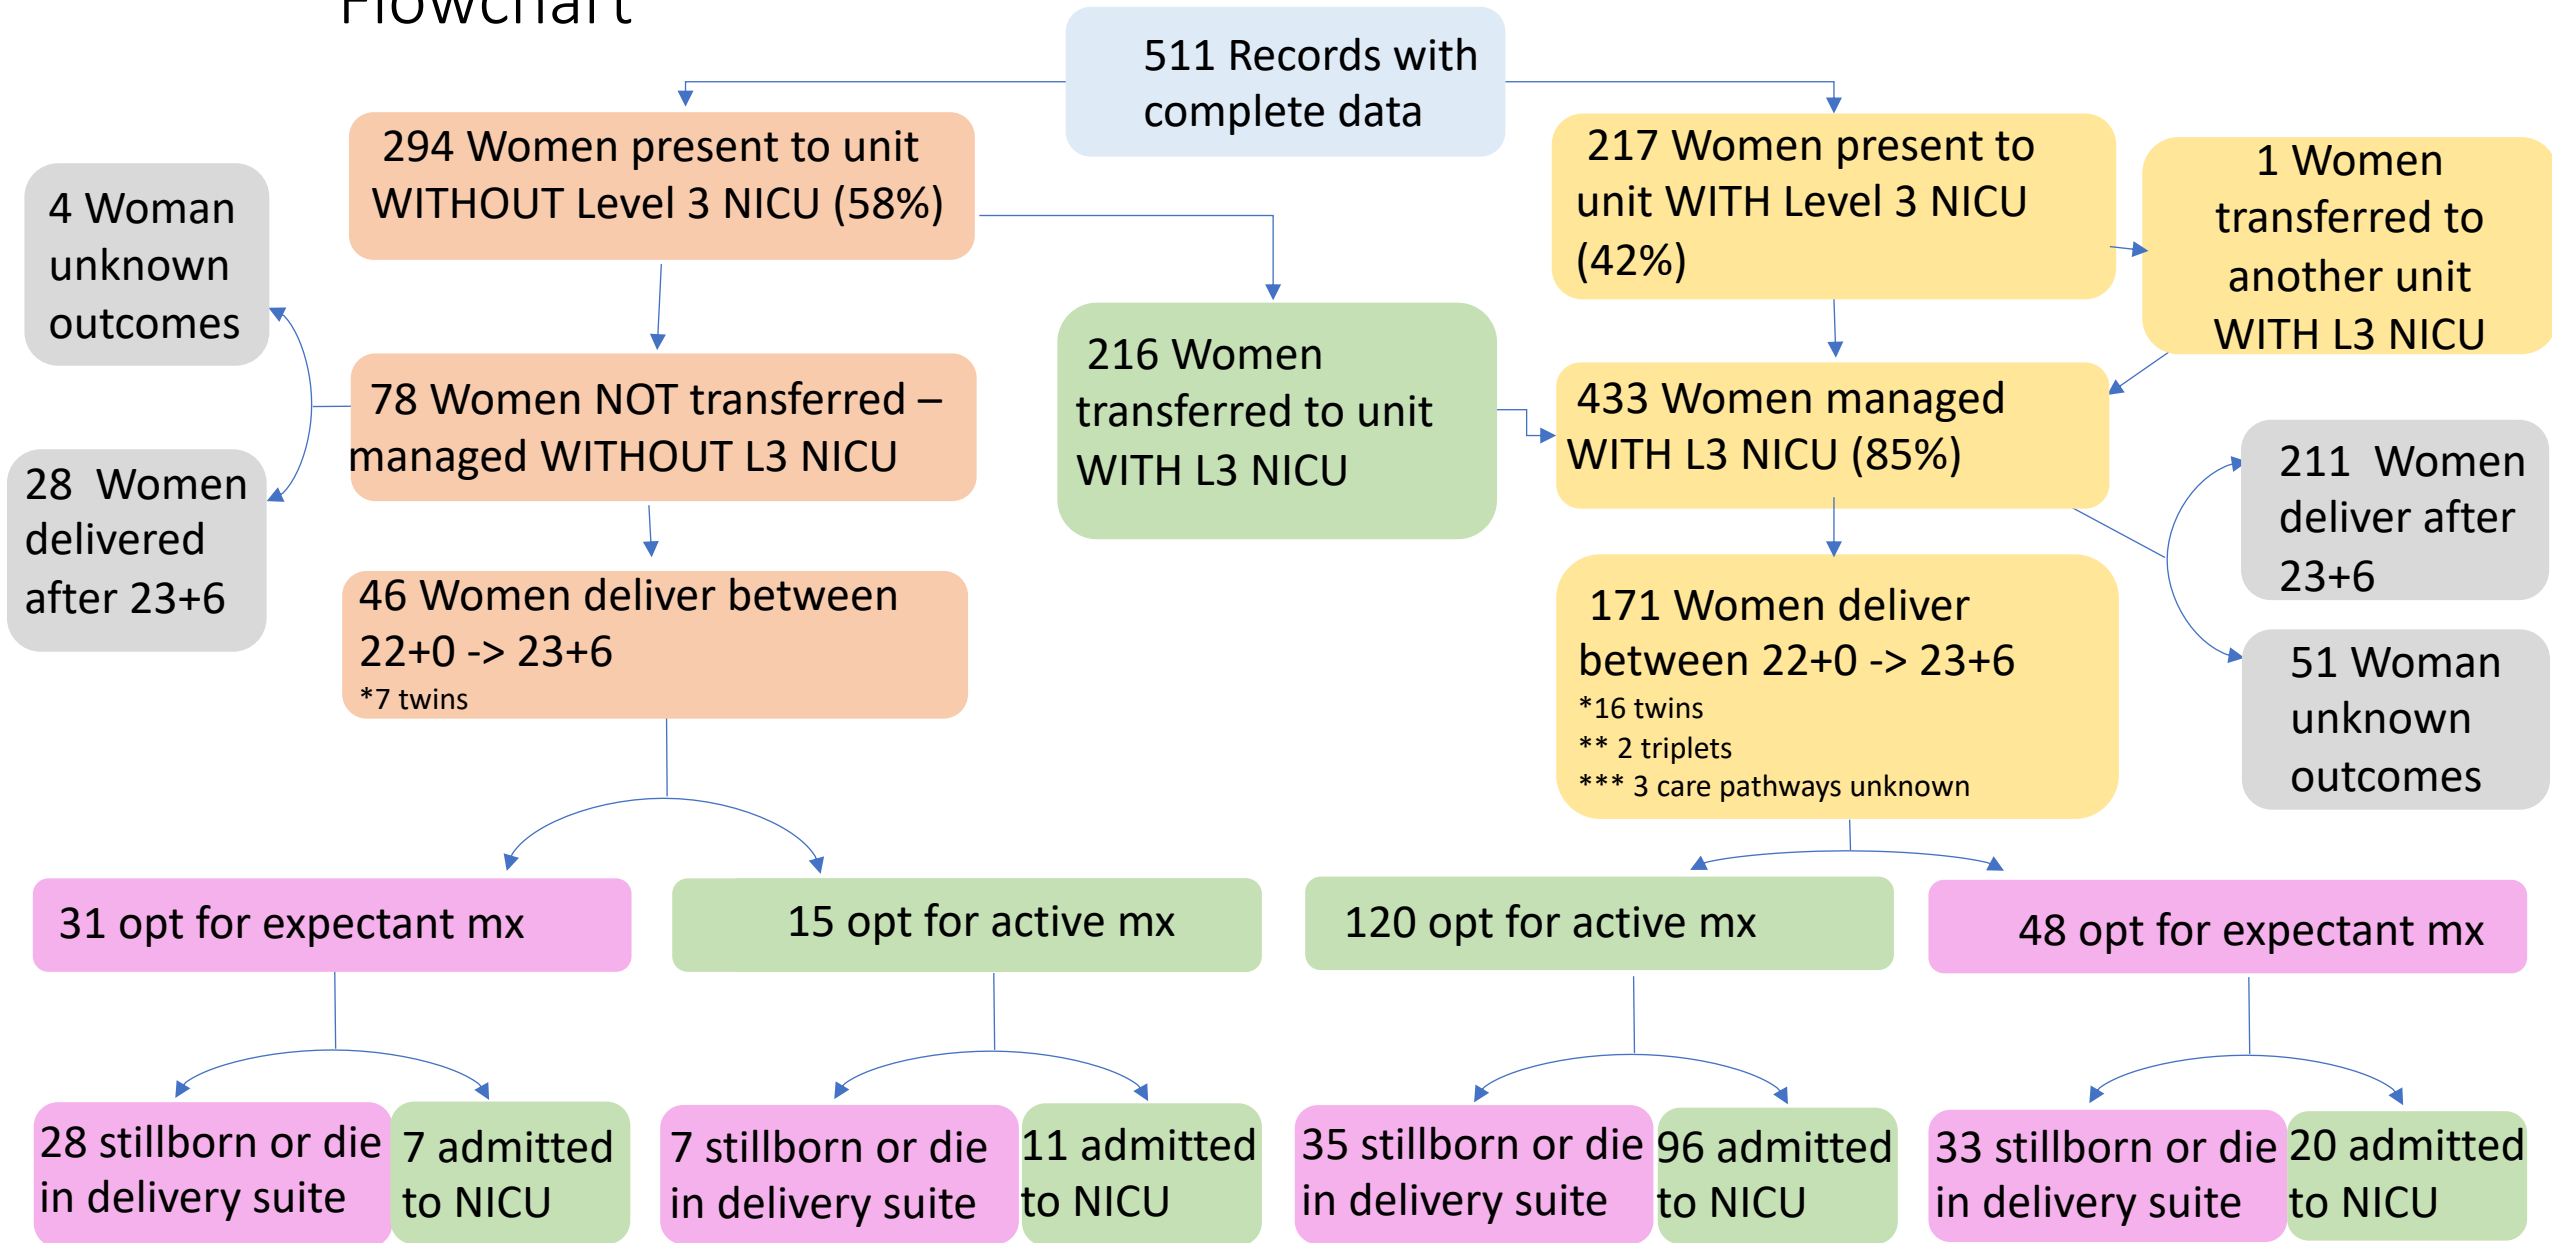 Flowchart
511 Records with
complete data
294 Women present to unit
WITHOUT Level 3 NICU (58%)
217 Women present to
unit WITH Level 3 NICU
(42%)
1 Women
transferred to
another unit
WITH L3 NICU
4 Woman
unknown
outcomes
216 Women
transferred to unit
WITH L3 NICU
78 Women NOT transferred –
managed WITHOUT L3 NICU
433 Women managed
WITH L3 NICU (85%)
28 Women
delivered
after 23+6
211 Women
deliver after
23+6
46 Women deliver between
22+0 -> 23+6
*7 twins
171 Women deliver
between 22+0 -> 23+6
*16 twins
** 2 triplets
*** 3 care pathways unknown
51 Woman
unknown
outcomes
31 opt for expectant mx
15 opt for active mx
120 opt for active mx
48 opt for expectant mx
28 stillborn or die
in delivery suite
7 admitted
to NICU
7 stillborn or die
in delivery suite
11 admitted
to NICU
35 stillborn or die
in delivery suite
96 admitted
to NICU
33 stillborn or die
in delivery suite
20 admitted
to NICU